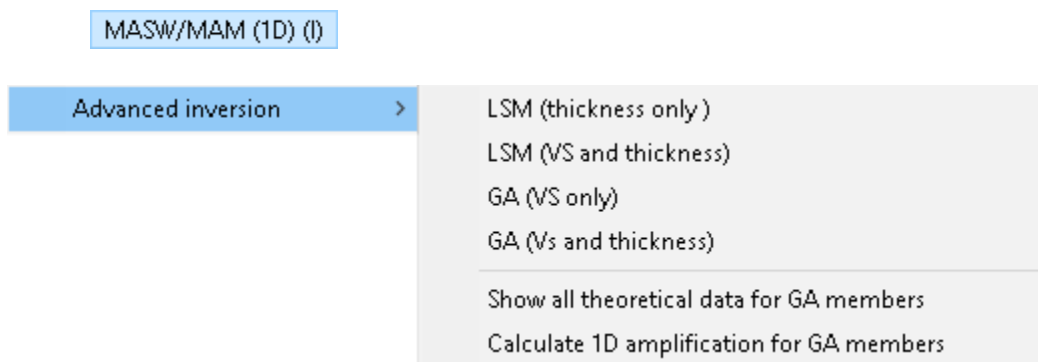 MASW/MAM (1D) (I)
Advanced inversion >
LSM (thickness only )
LSM (VS and thickness)
GA (VS only)
GA (Vs and thickness)
Show all theoretical data for GA members
Calculate 1D amplification for GA members